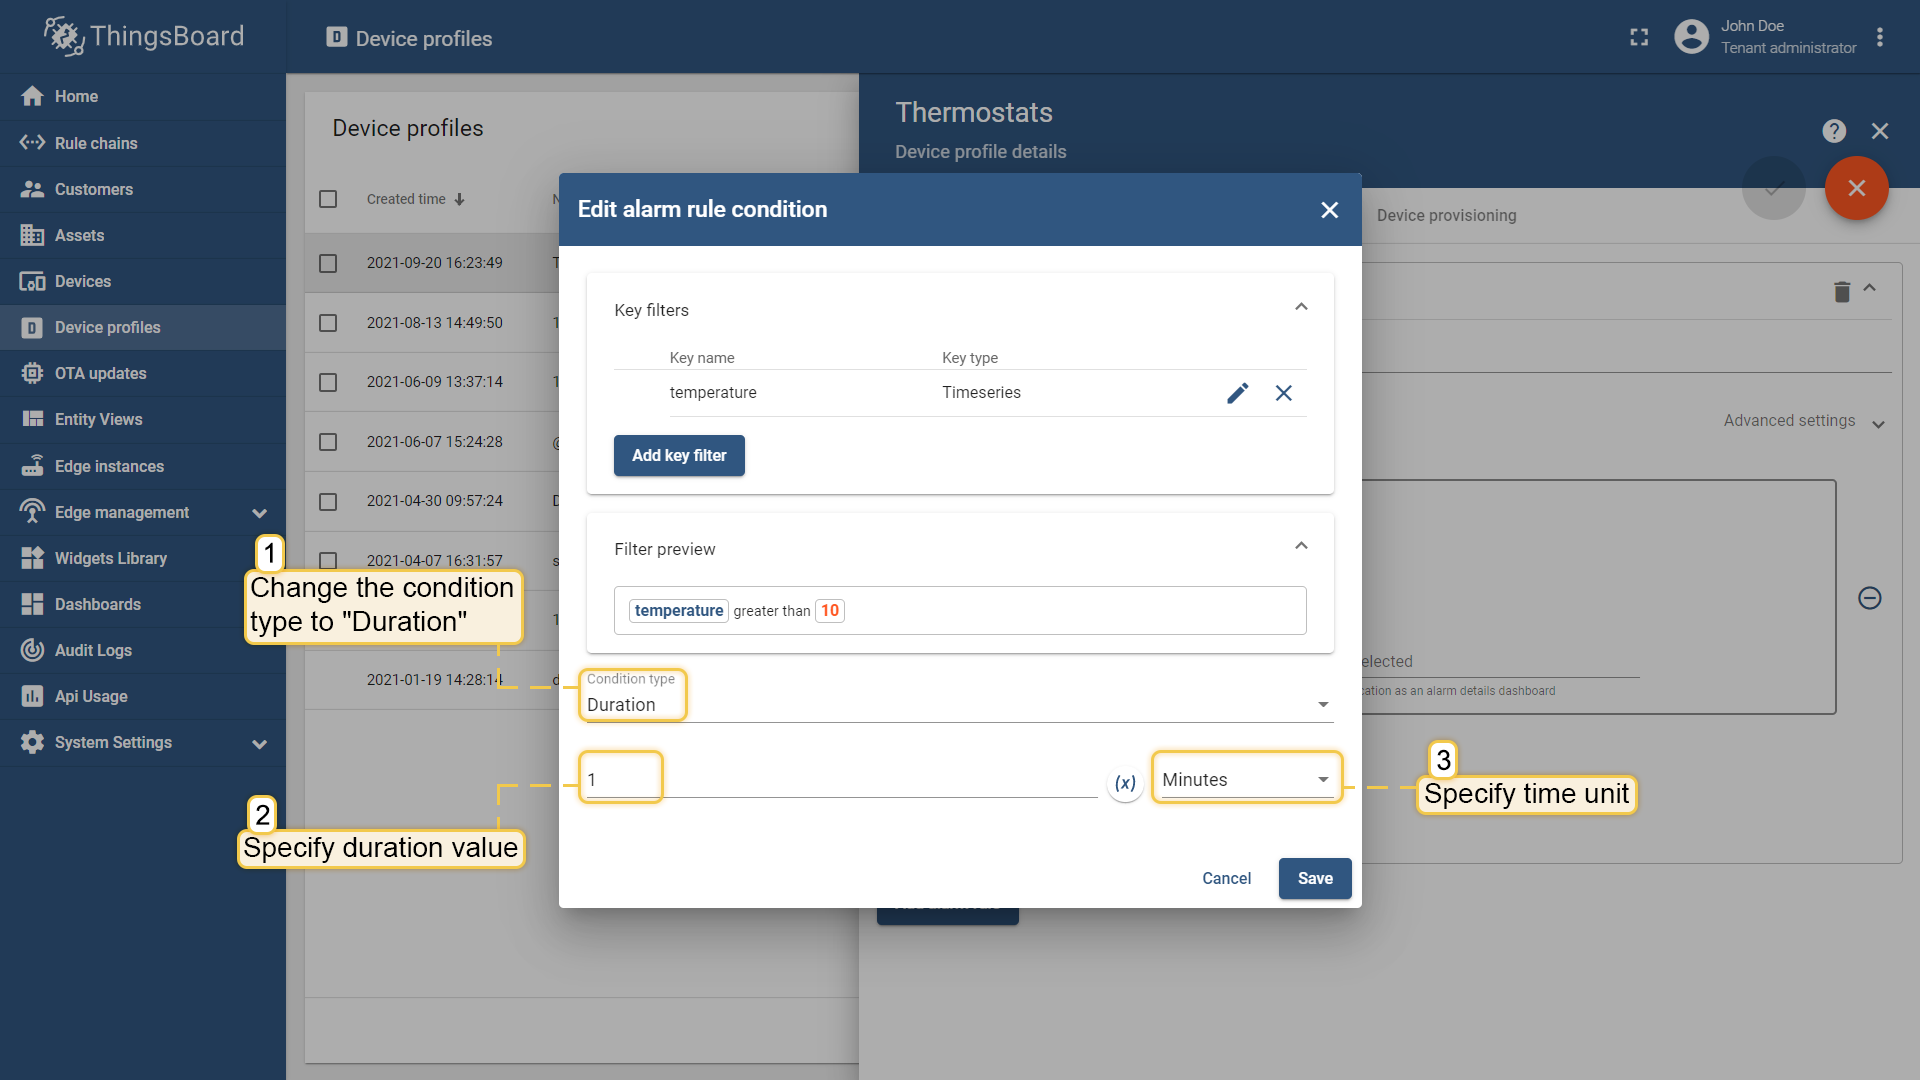 ThingsBoard
Device profiles
John Doe
Tenant administrator
Home
Rule chains
Customers
Assets
Devices
Device profiles
OTA updates
Entity Views
Edge instances
Edge management
Widgets Library
Dashboards
Audit Logs
Api Usage
System Settings
Device profiles
Created time
2021-09-20 16:23:49
2021-08-13 14:49:50
2021-06-09 13:37:14
2021-06-07 15:24:28
2021-04-30 09:57:24
2021-04-07 16:31:57
2021-01-19 14:28:14
Thermostats
Device profile details
Device provisioning
Advanced settings
elected
cation as an alarm details dashboard
Edit alarm rule condition
Key filters
Key name Key type
temperature Timeseries
Add key filter
Filter preview
temperature greater than 10
Condition type
Duration
1 (x) Minutes
Cancel Save
1
Change the condition
type to "Duration"
2
Specify duration value
3
Specify time unit